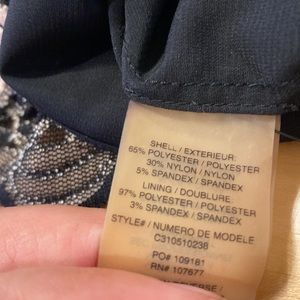 SHELL / EXTERIEUR:
65% POLYESTER / POLYESTER
30% NYLON / NYLON
5% SPANDEX / SPANDEX
LINING / DOUBLURE:
97% POLYESTER / POLYESTER
3% SPANDEX / SPANDEX
STYLE# / NUMERO DE MODELE
C310510238
PO# 109181
RN# 107677
REVERSE /